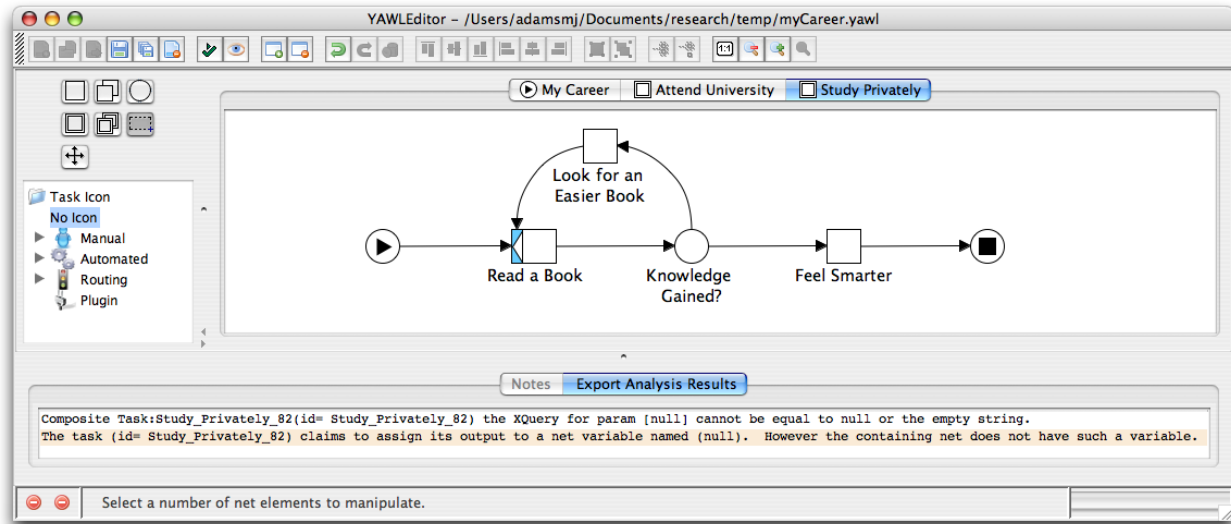 YAWLEditor - /Users/adamsmj/Documents/research/temp/myCareer.yawl
1:1
My Career Attend University Study Privately
Task Icon
No Icon
Manual
Automated
Routing
Plugin
Look for an
Easier Book
Read a Book
Knowledge
Gained?
Feel Smarter
Notes Export Analysis Results
Composite Task:Study_Privately_82(id= Study_Privately_82) the XQuery for param [null] cannot be equal to null or the empty string.
The task (id= Study_Privately_82) claims to assign its output to a net variable named (null). However the containing net does not have such a variable.
Select a number of net elements to manipulate.